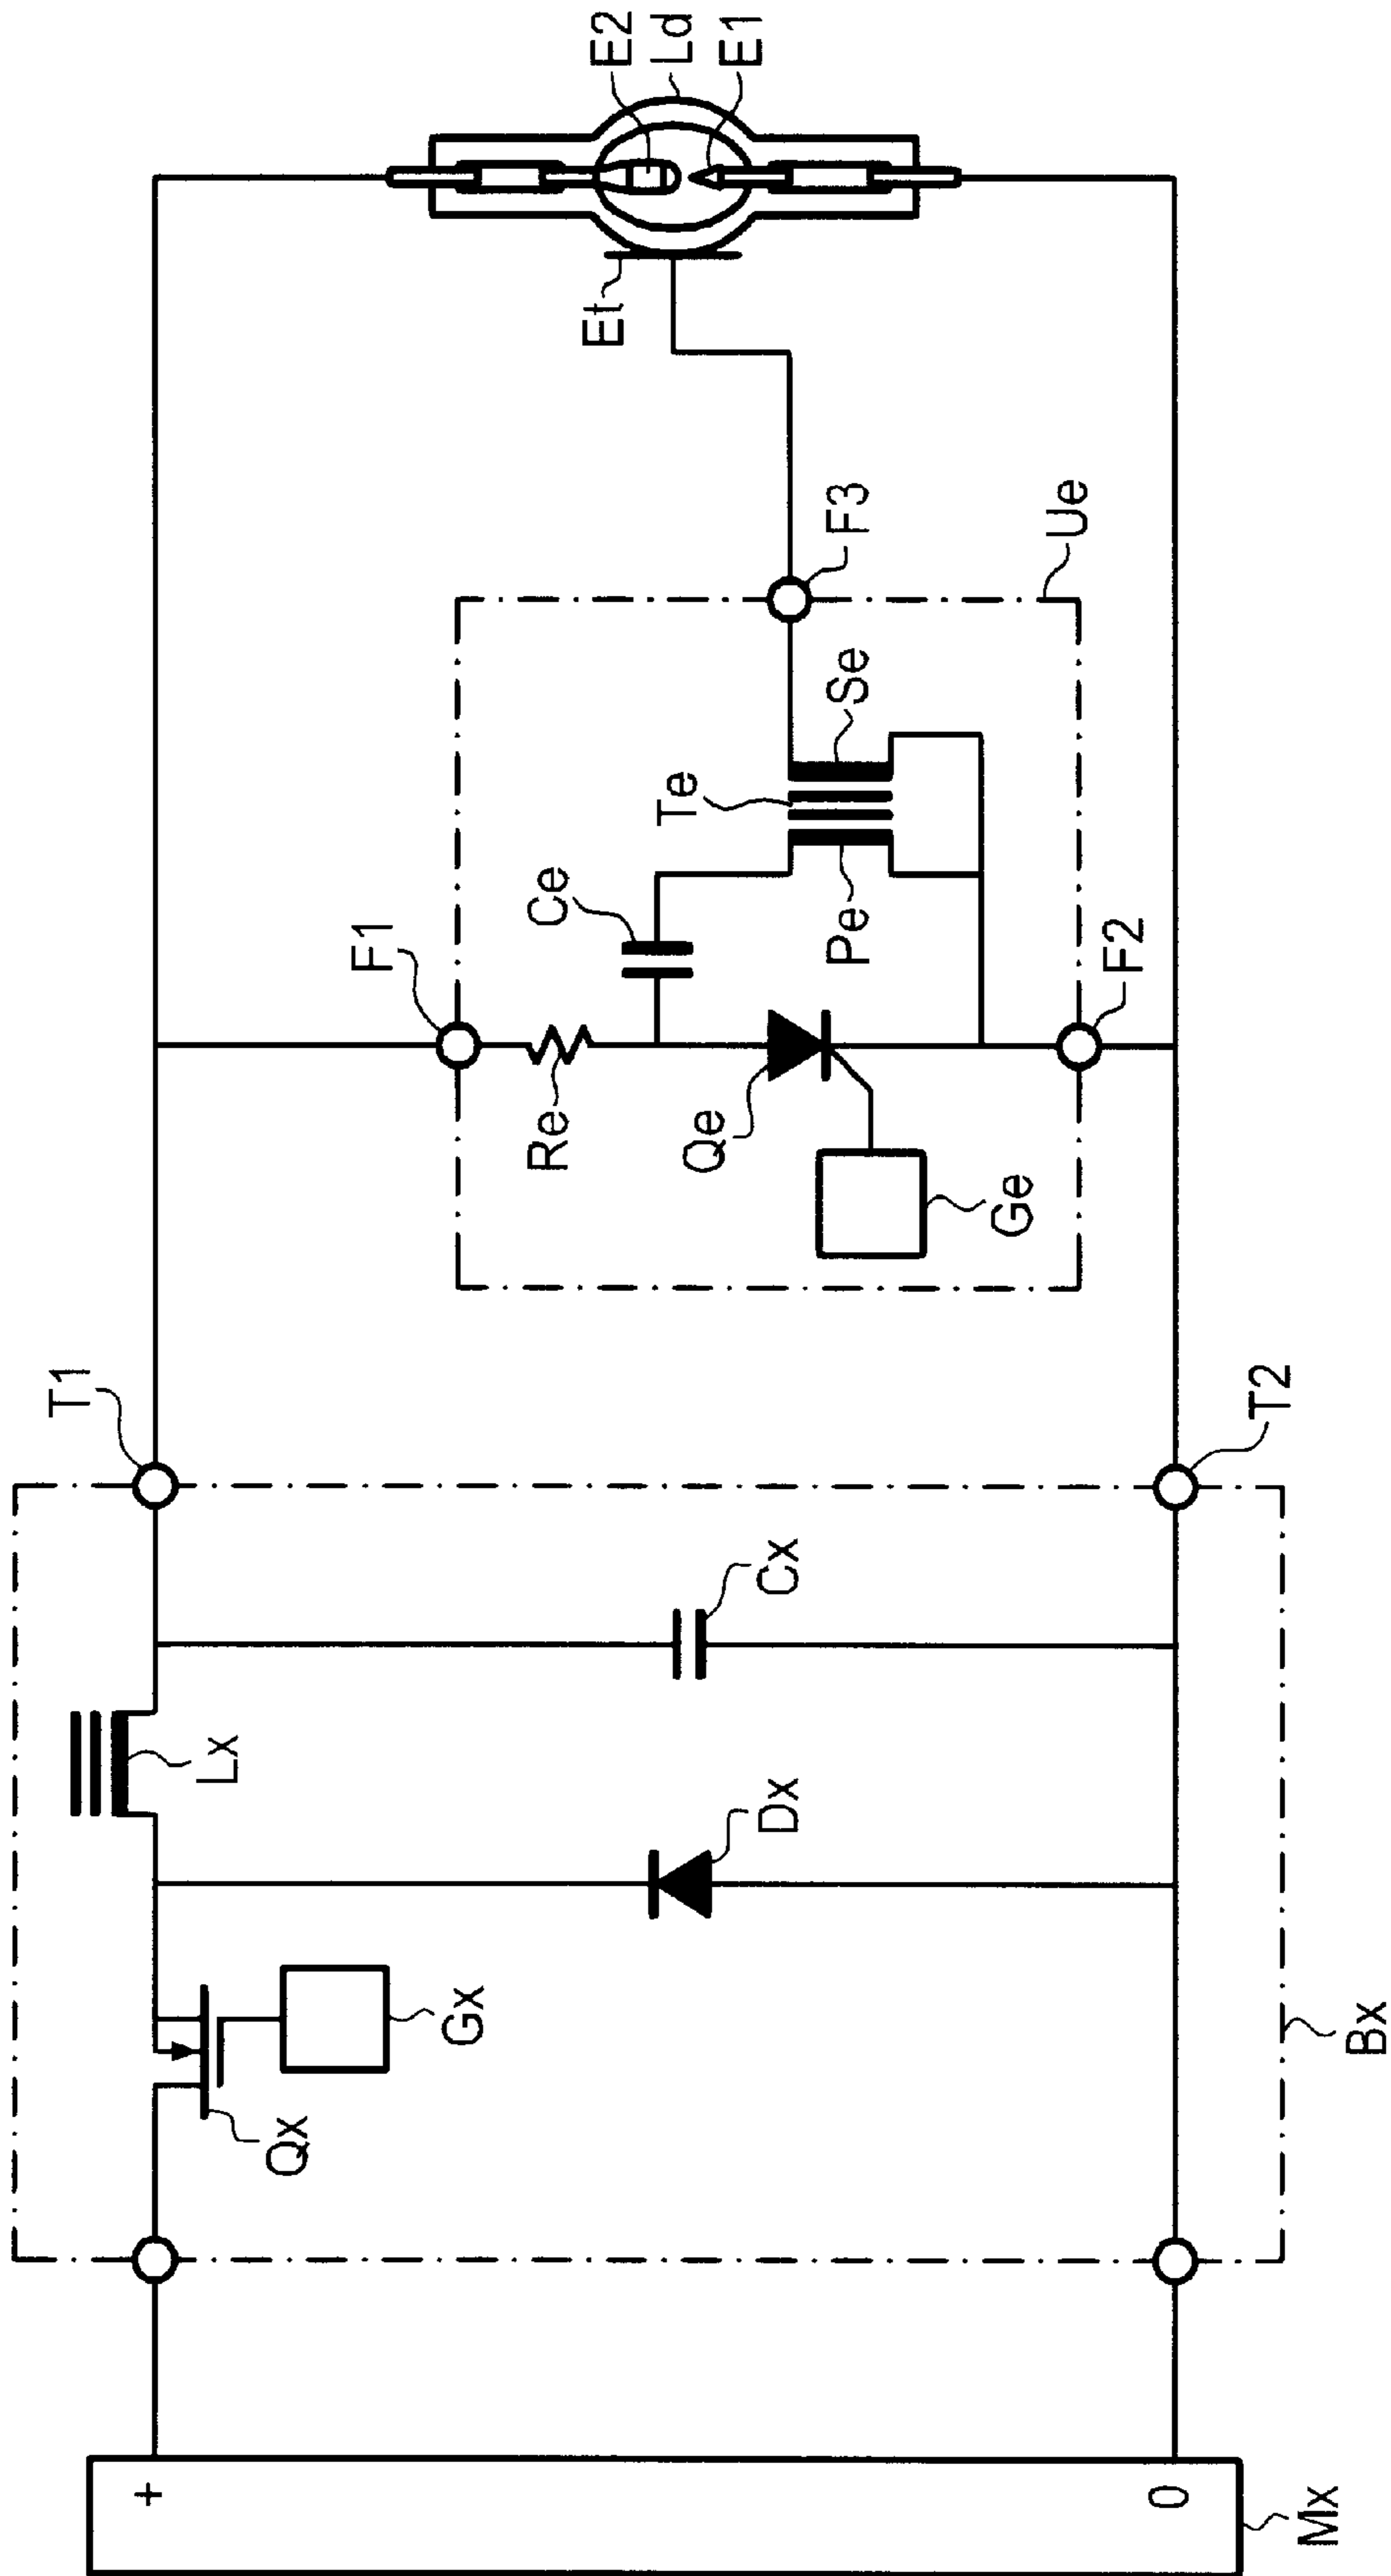 +
0
Mx
Bx
Qx
Gx
Dx
Lx
Cx
T1
T2
F1
F2
F3
Ue
Re
Qe
Ge
Ce
Pe
Te
Se
Et
E2
Ld
E1